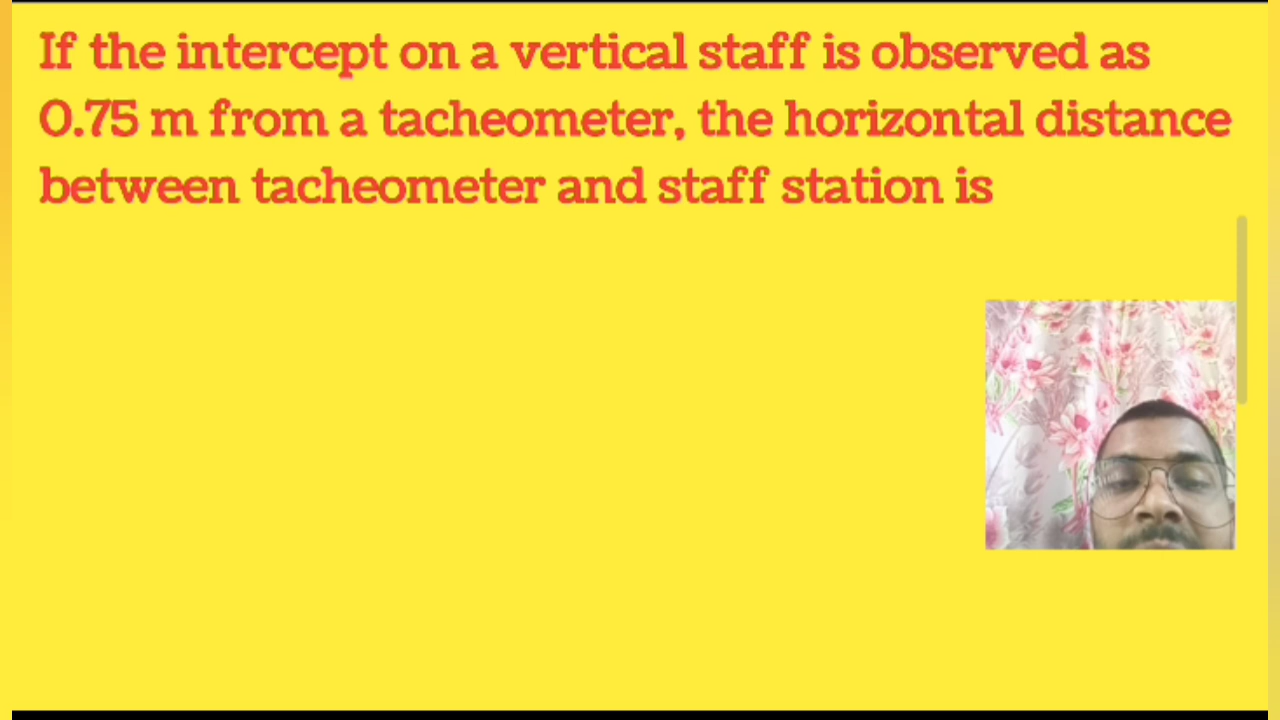 If the intercept on a vertical staff is observed as
0.75 m from a tacheometer, the horizontal distance
between tacheometer and staff station is